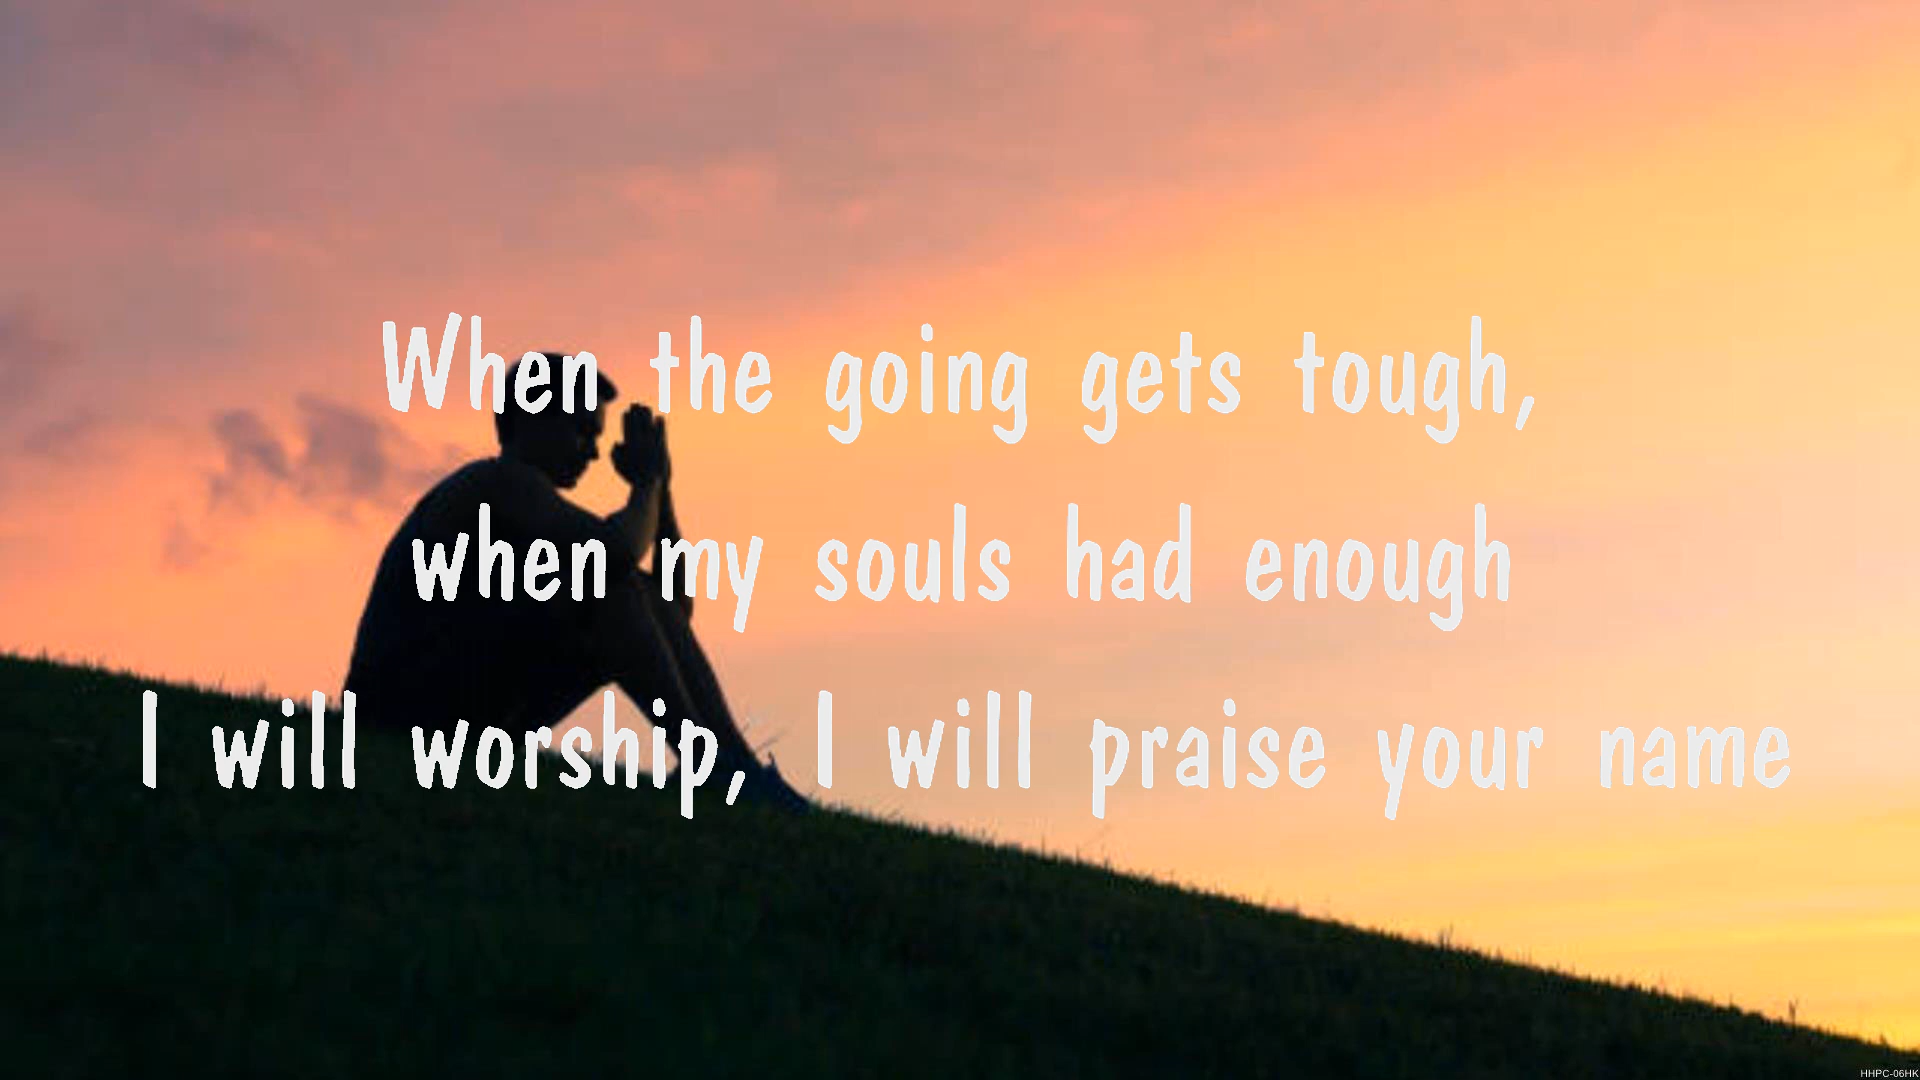 When the going gets tough,
when my souls had enough
I will worship, I will praise your name
HHPC-06HK